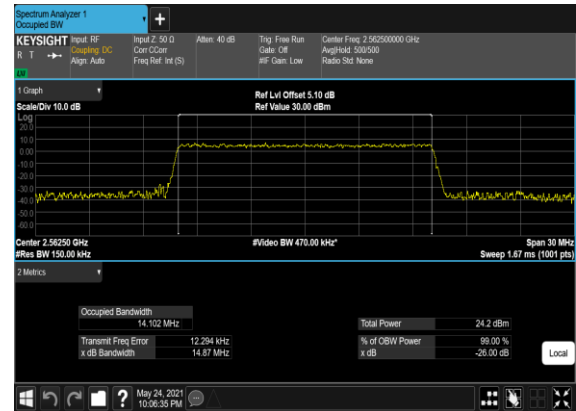 Spectrum Analyzer 1
Occupied BW
+
KEYSIGHT Input: RF Input Z: 50 Ω Atten: 40 dB Trig: Free Run Center Freq: 2.562500000 GHz
R T Coupling: DC Corr CCorr Gate: Off Avg|Hold: 500/500
Align: Auto Freq Ref: Int (S) #IF Gain: Low Radio Std: None
1 Graph
Ref Lvl Offset 5.10 dB
Scale/Div 10.0 dB Ref Value 30.00 dBm
Log
20.0
10.0
0.00
-10.0
-20.0
-30.0
-40.0
-50.0
-60.0
Center 2.56250 GHz #Video BW 470.00 kHz* Span 30 MHz
#Res BW 150.00 kHz Sweep 1.67 ms (1001 pts)
2 Metrics
Occupied Bandwidth
14.102 MHz Total Power 24.2 dBm
Transmit Freq Error 12.294 kHz % of OBW Power 99.00 %
x dB Bandwidth 14.87 MHz x dB -26.00 dB
Local
? May 24, 2021
10:06:35 PM